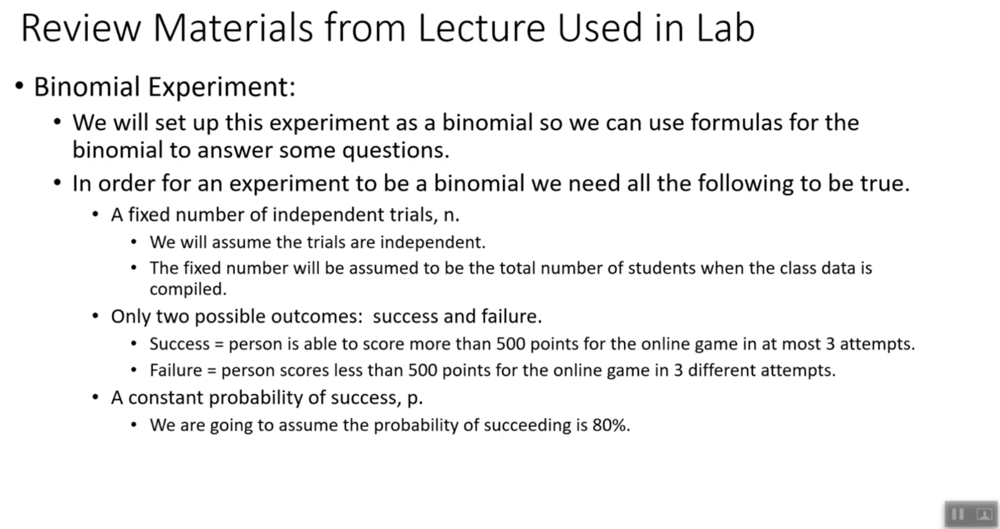 Review Materials from Lecture Used in Lab
• Binomial Experiment:
• We will set up this experiment as a binomial so we can use formulas for the
binomial to answer some questions.
• In order for an experiment to be a binomial we need all the following to be true.
• A fixed number of independent trials, n.
• We will assume the trials are independent.
• The fixed number will be assumed to be the total number of students when the class data is
compiled.
• Only two possible outcomes:  success and failure.
• Success = person is able to score more than 500 points for the online game in at most 3 attempts.
• Failure = person scores less than 500 points for the online game in 3 different attempts.
• A constant probability of success, p.
• We are going to assume the probability of succeeding is 80%.